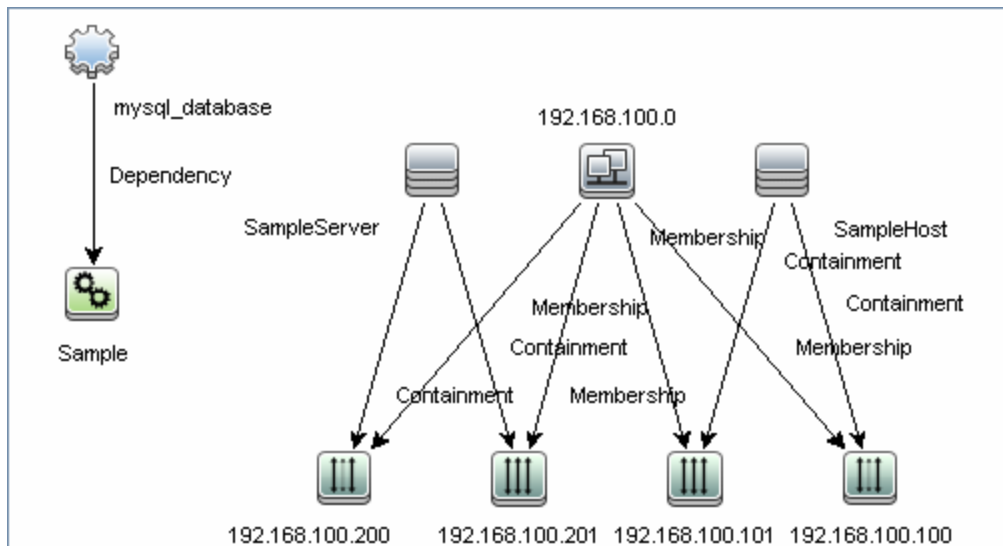 mysql_database
192.168.100.0
Dependency
SampleServer
Membership
SampleHost
Containment
Membership
Containment
Sample
Containment
Membership
Containment
Membership
192.168.100.200
192.168.100.201
192.168.100.101
192.168.100.100